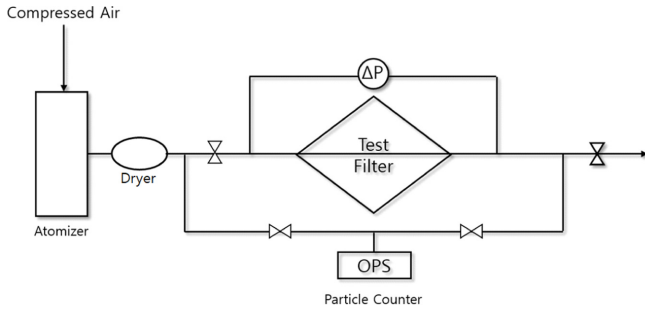 Compressed Air
ΔP
Test
Filter
Dryer
Atomizer
OPS
Particle Counter